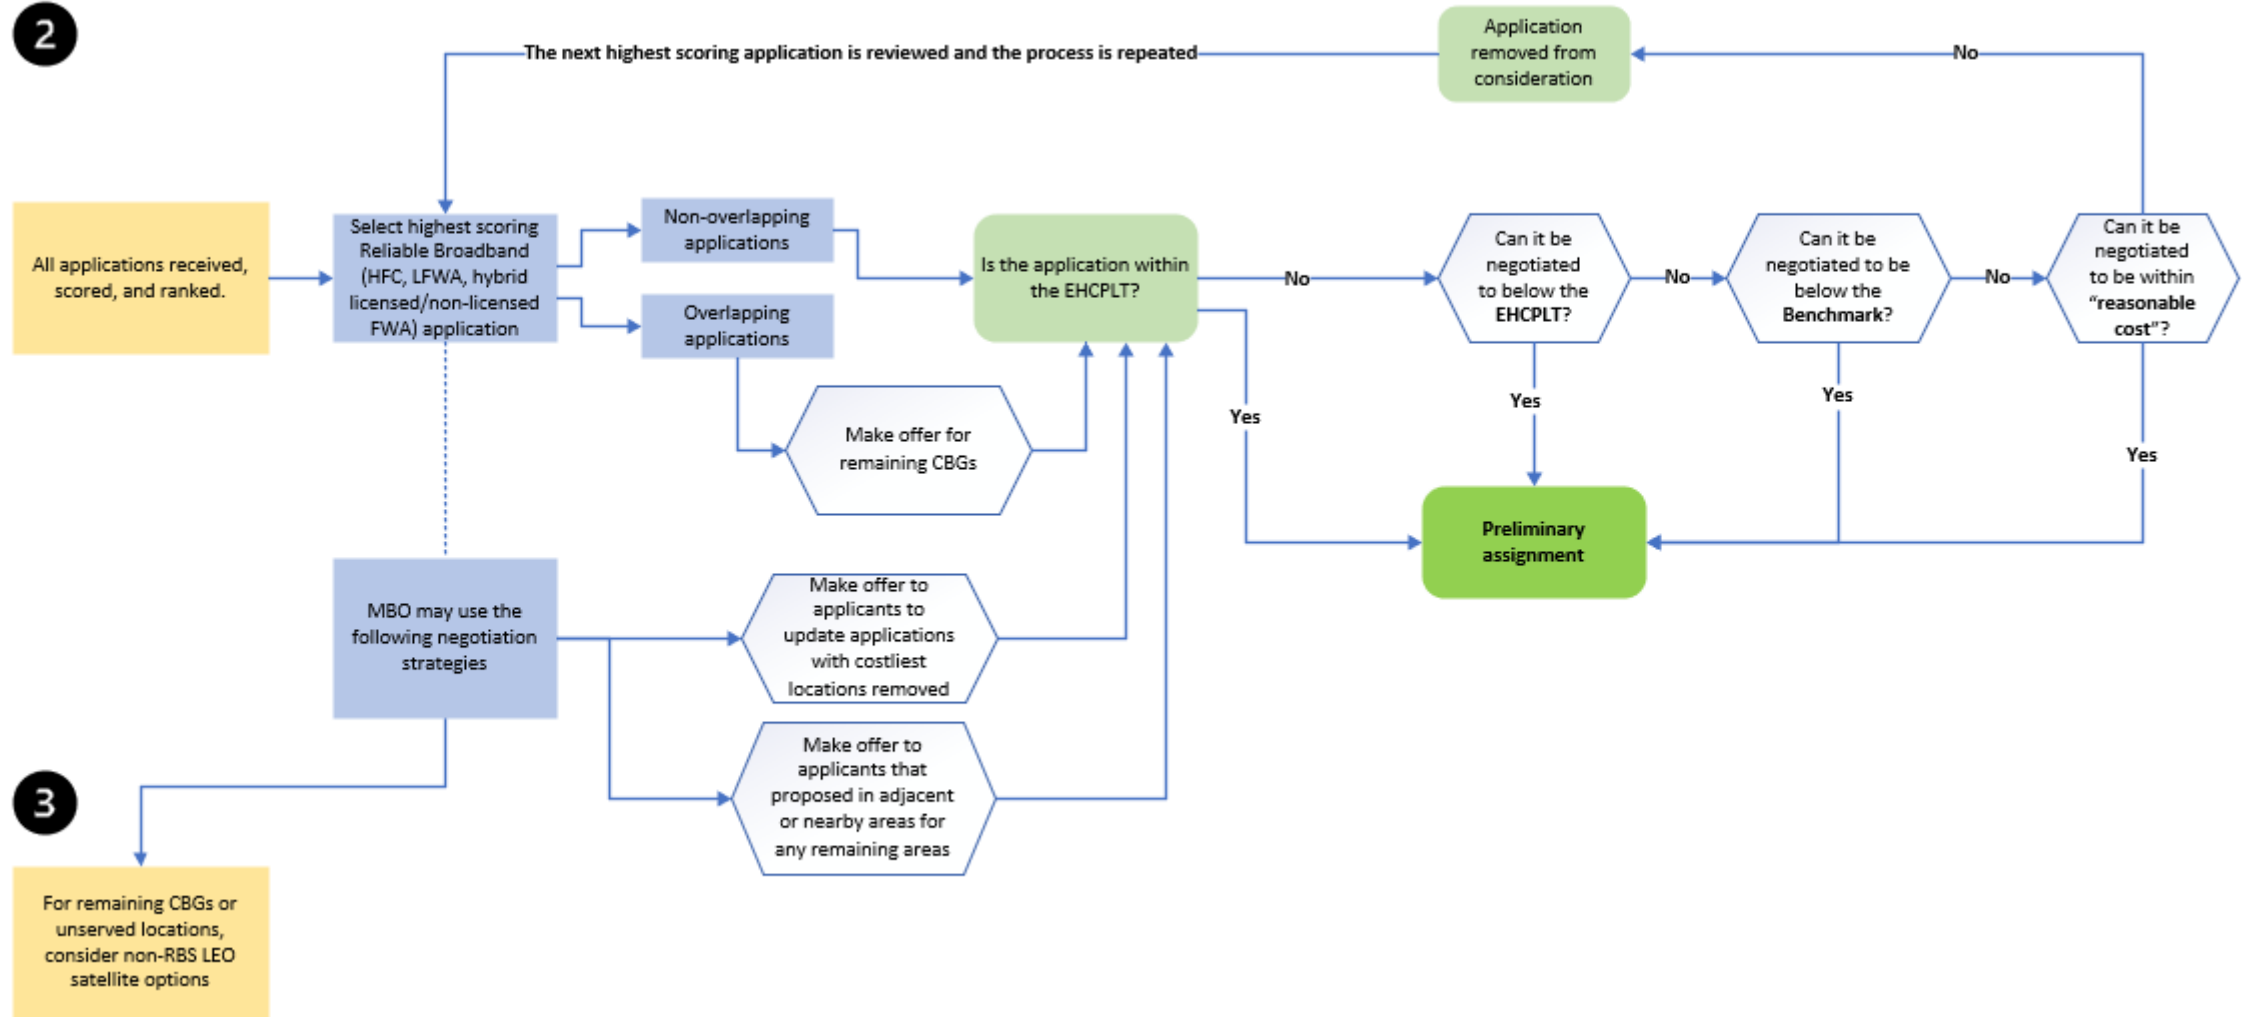 2
The next highest scoring application is reviewed and the process is repeated
Application
removed from
consideration
No
All applications received,
scored, and ranked.
Select highest scoring
Reliable Broadband
(HFC, LFWA, hybrid
licensed/non-licensed
FWA) application
Non-overlapping
applications
Overlapping
applications
Is the application within
the EHCPLT?
No
Can it be
negotiated
to below the
EHCPLT?
No
Can it be
negotiated to be
below the
Benchmark?
No
Can it be
negotiated
to be within
“reasonable
cost”?
Make offer for
remaining CBGs
Yes
Yes
Yes
Yes
Preliminary
assignment
MBO may use the
following negotiation
strategies
Make offer to
applicants to
update applications
with costliest
locations removed
Make offer to
applicants that
proposed in adjacent
or nearby areas for
any remaining areas
3
For remaining CBGs or
unserved locations,
consider non-RBS LEO
satellite options